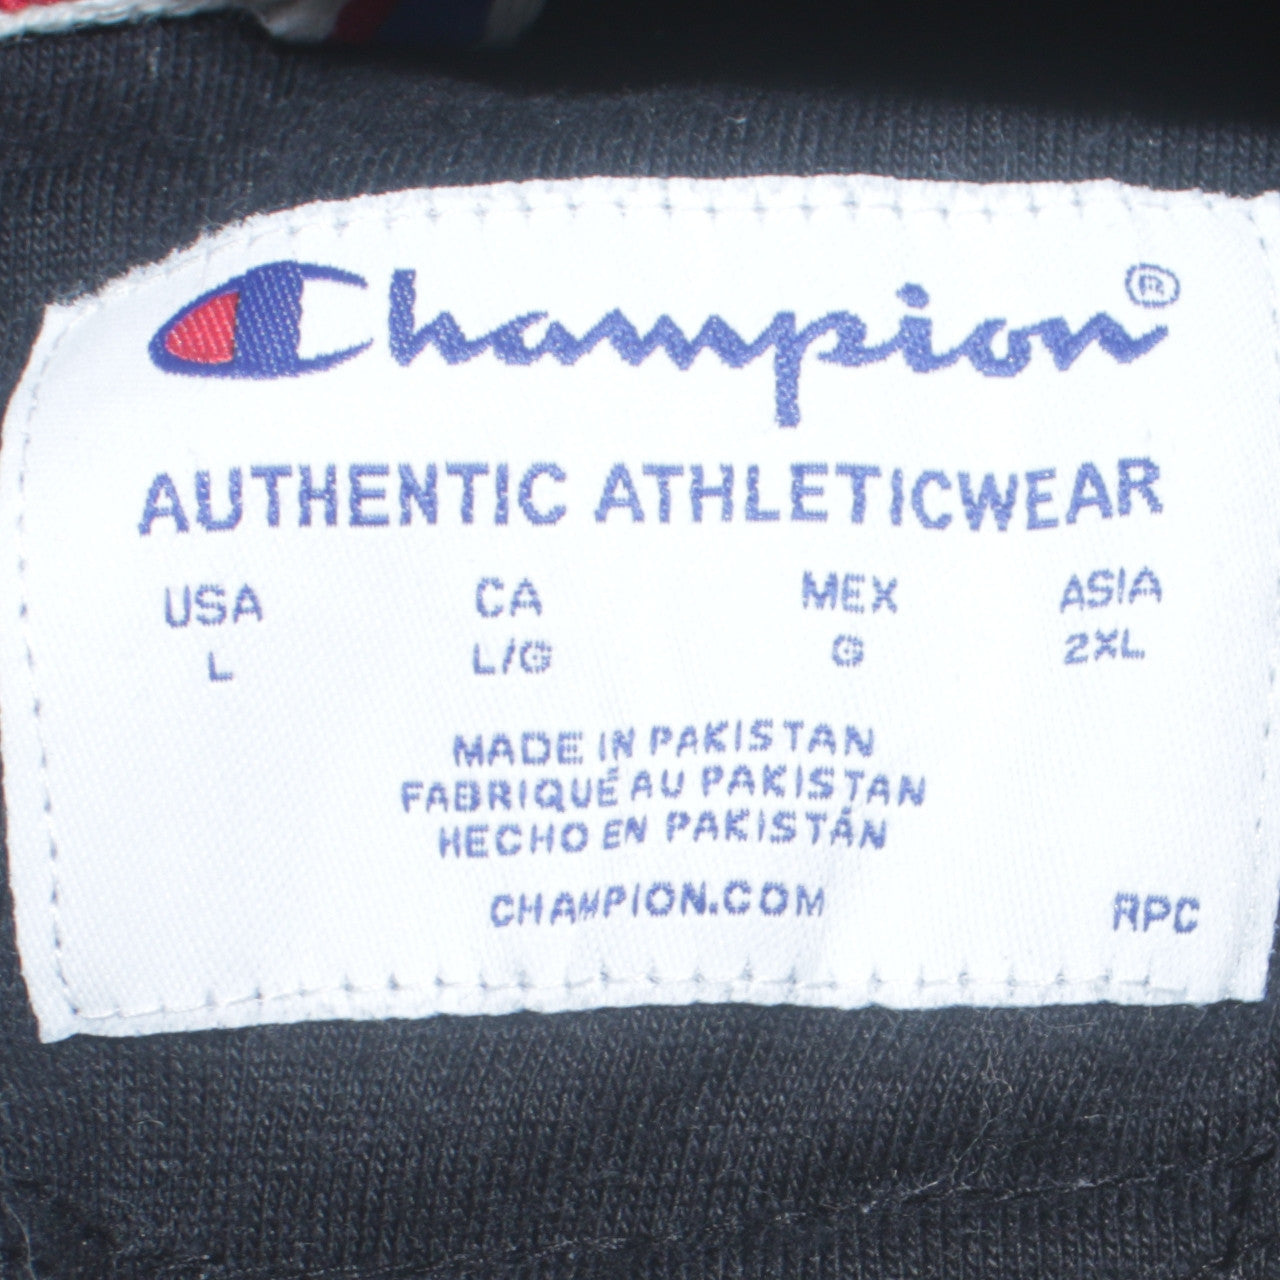 Champion®
AUTHENTIC ATHLETICWEAR
USA CA MEX ASIA
L L/G G 2XL
MADE IN PAKISTAN
FABRIQUÉ AU PAKISTAN
HECHO EN PAKISTÁN
CHAMPION.COM RPC